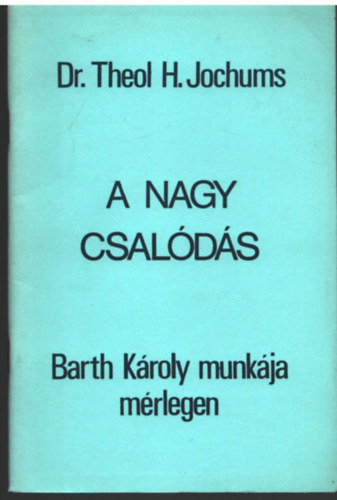 Dr. Theol H. Jochums
A NAGY
CSALÓDÁS
Barth Károly munkája
mérlegen